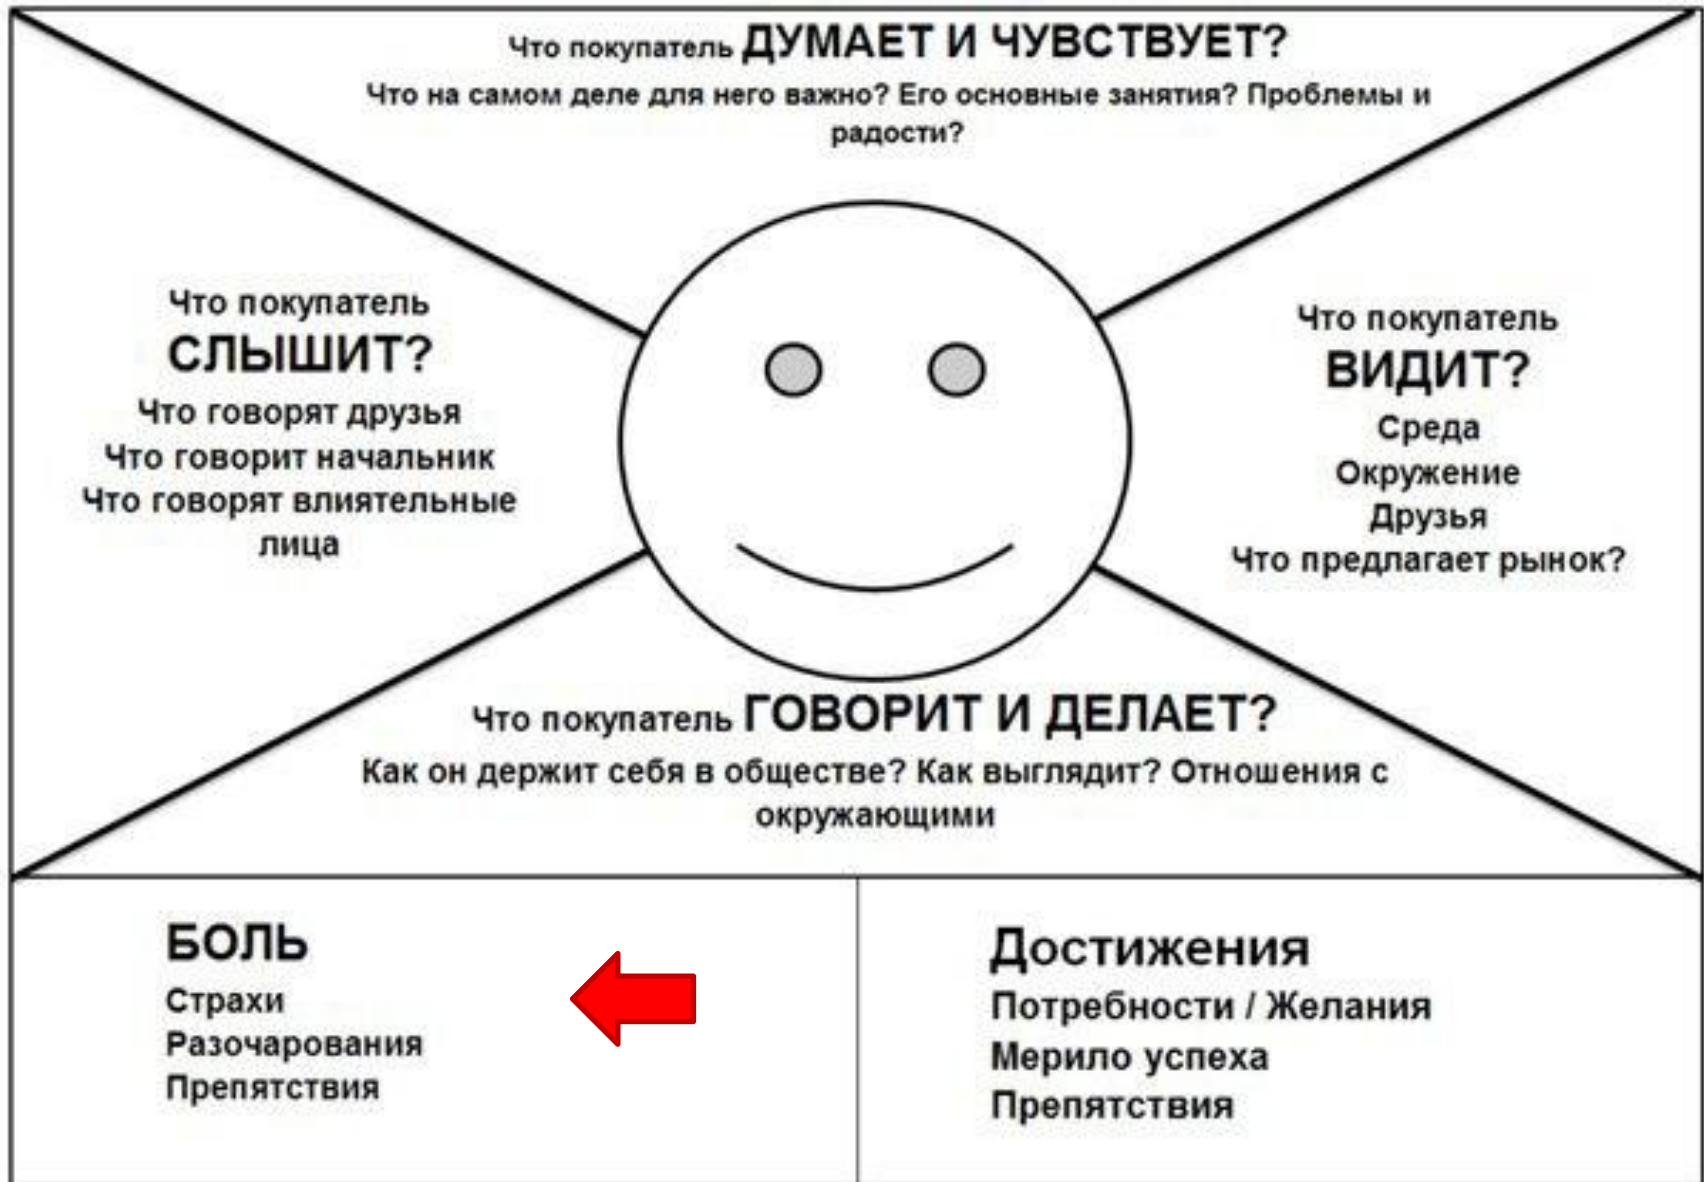 Что покупатель ДУМАЕТ И ЧУВСТВУЕТ?
Что на самом деле для него важно? Его основные занятия? Проблемы и
радости?
Что покупатель
СЛЫШИТ?
Что говорят друзья
Что говорит начальник
Что говорят влиятельные
лица
Что покупатель
ВИДИТ?
Среда
Окружение
Друзья
Что предлагает рынок?
Что покупатель ГОВОРИТ И ДЕЛАЕТ?
Как он держит себя в обществе? Как выглядит? Отношения с
окружающими
БОЛЬ
Страхи
Разочарования
Препятствия
Достижения
Потребности / Желания
Мерило успеха
Препятствия